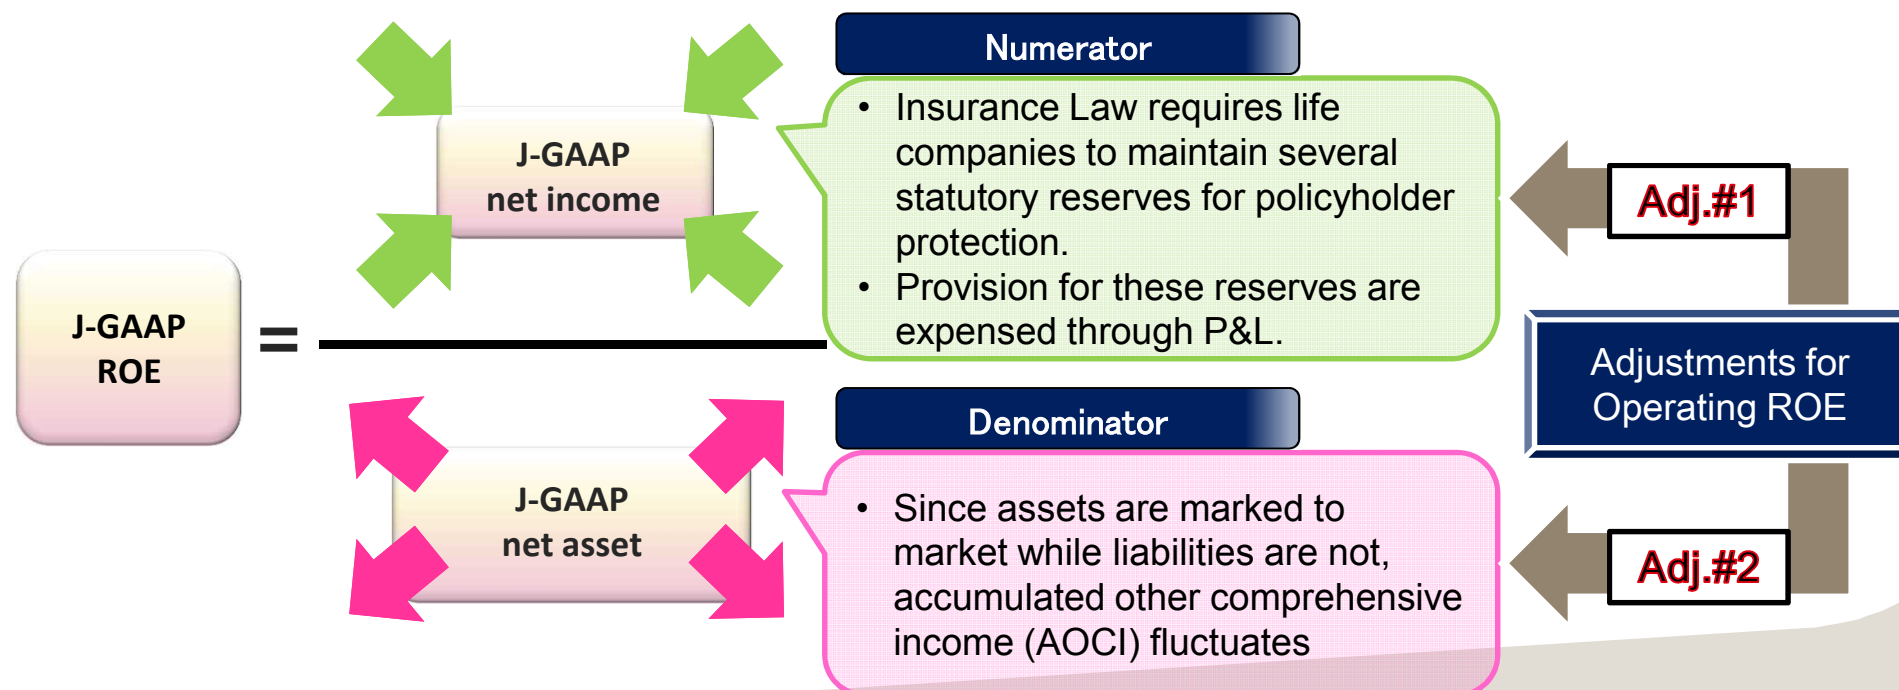 J-GAAP
ROE
=
J-GAAP
net income
J-GAAP
net asset
Numerator
• Insurance Law requires life
companies to maintain several
statutory reserves for policyholder
protection.
• Provision for these reserves are
expensed through P&L.
Denominator
• Since assets are marked to
market while liabilities are not,
accumulated other comprehensive
income (AOCI) fluctuates
Adj.#1
Adjustments for
Operating ROE
Adj.#2